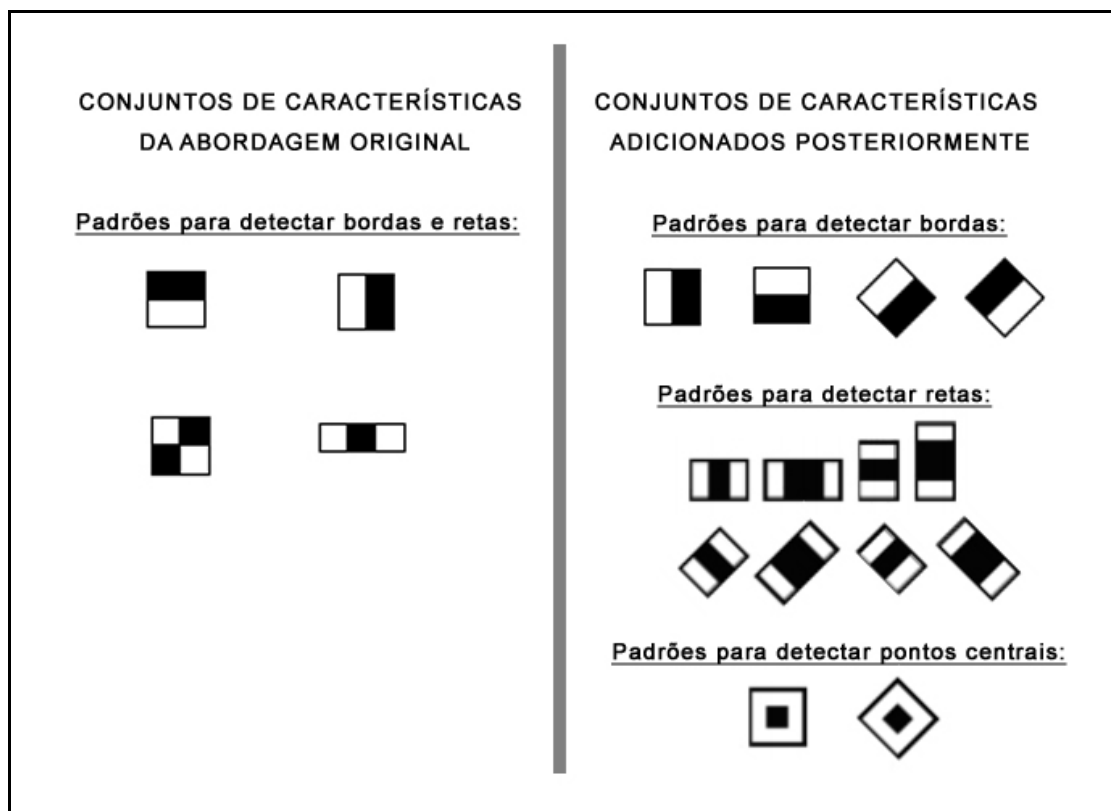 CONJUNTOS DE CARACTERÍSTICAS
DA ABORDAGEM ORIGINAL
Padrões para detectar bordas e retas:
CONJUNTOS DE CARACTERÍSTICAS
ADICIONADOS POSTERIORMENTE
Padrões para detectar bordas:
Padrões para detectar retas:
Padrões para detectar pontos centrais: